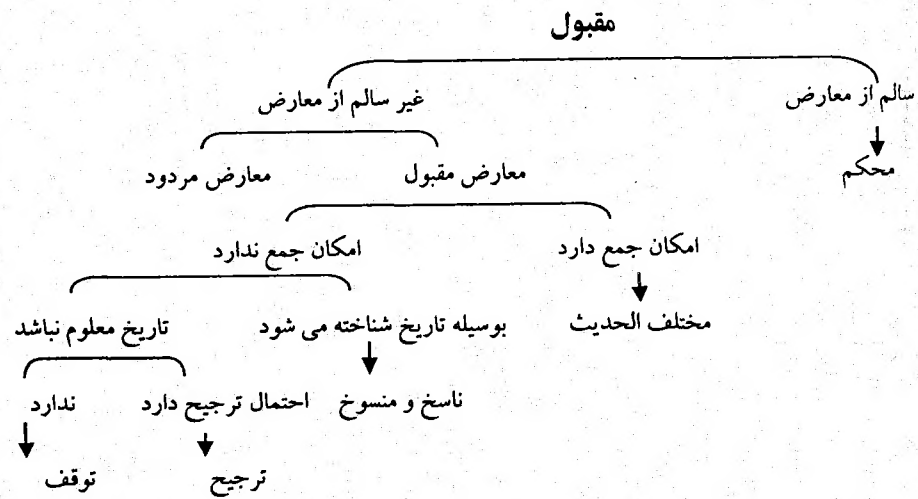 مقبول
سالم از معارض
غیر سالم از معارض
محکم
معارض مقبول
معارض مردود
امکان جمع دارد
امکان جمع ندارد
مختلف الحدیث
بوسیله تاریخ شناخته می شود
تاریخ معلوم نباشد
ناسخ و منسوخ
احتمال ترجیح دارد
ندارد
ترجیح
توقف